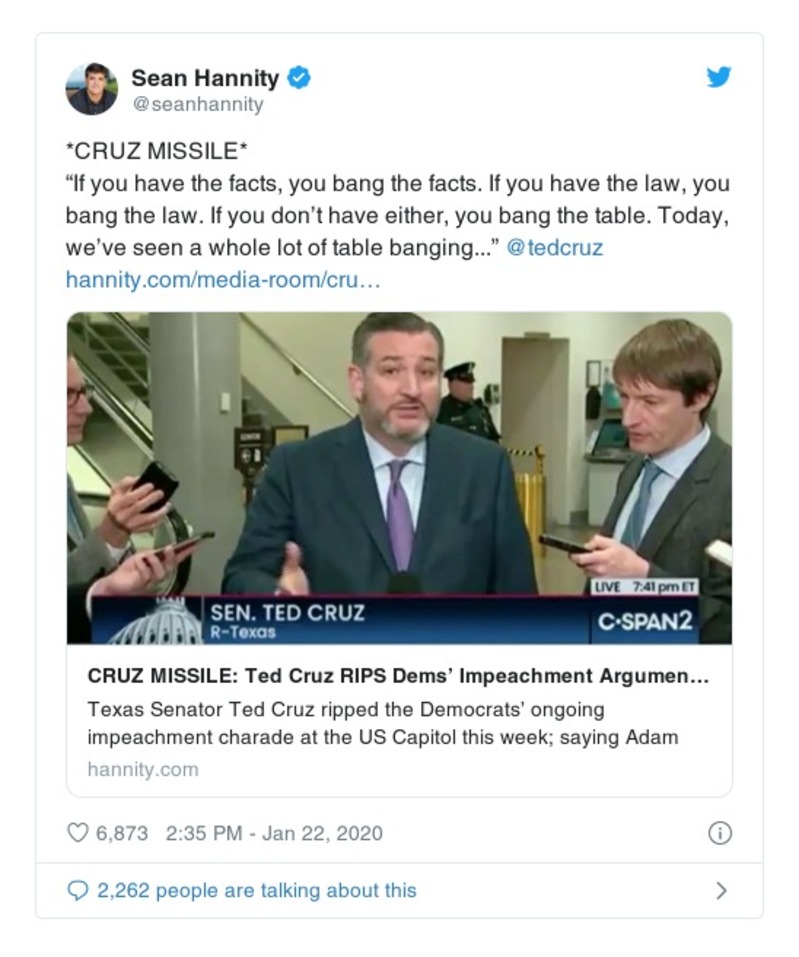 Sean Hannity
@seanhannity
*CRUZ MISSILE*
“If you have the facts, you bang the facts. If you have the law, you
bang the law. If you don’t have either, you bang the table. Today,
we’ve seen a whole lot of table banging...” @tedcruz
hannity.com/media-room/cru…
LIVE 7:41 pm ET
SEN. TED CRUZ
R-Texas
C-SPAN2
CRUZ MISSILE: Ted Cruz RIPS Dems’ Impeachment Argumen...
Texas Senator Ted Cruz ripped the Democrats’ ongoing
impeachment charade at the US Capitol this week; saying Adam
hannity.com
6,873 2:35 PM - Jan 22, 2020
2,262 people are talking about this